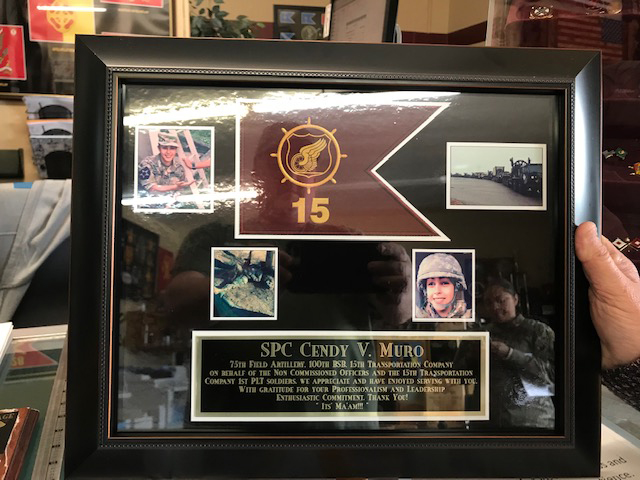 15
SPC Cendy V. Muro
75th Field Artillery, 100th BSB, 15th Transportation Company
on behalf of the Non Commissioned Officers and the 15th Transportation
Company 1st PLT soldiers, we appreciate and have enjoyed serving with you.
With gratitude for your Professionalism and Leadership
Enthusiastic Commitment. Thank You!
" Its' Ma'am!!! "
s and